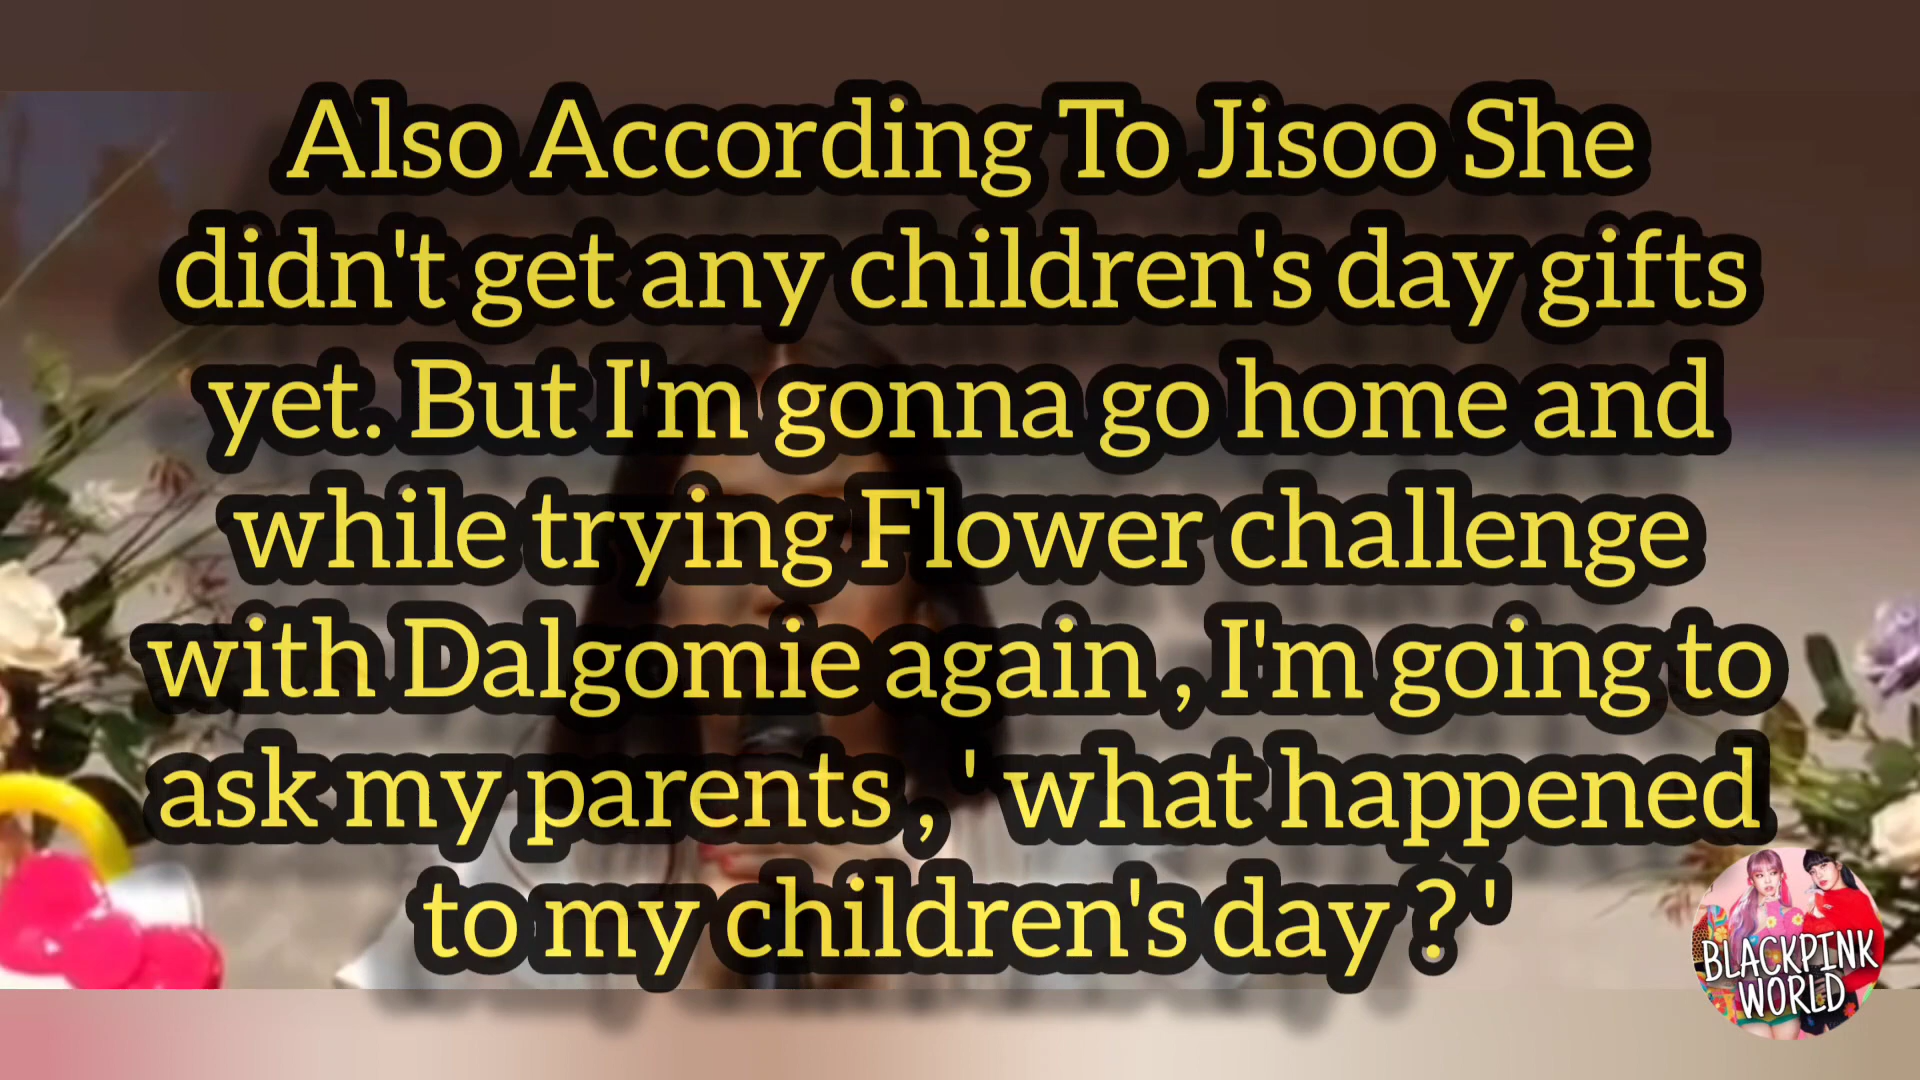 Also According To Jisoo She
didn't get any children's day gifts
yet. But I'm gonna go home and
while trying Flower challenge
with Dalgomie again , I'm going to
ask my parents , ' what happened
to my children's day ? '
BLACKPINK
WORLD